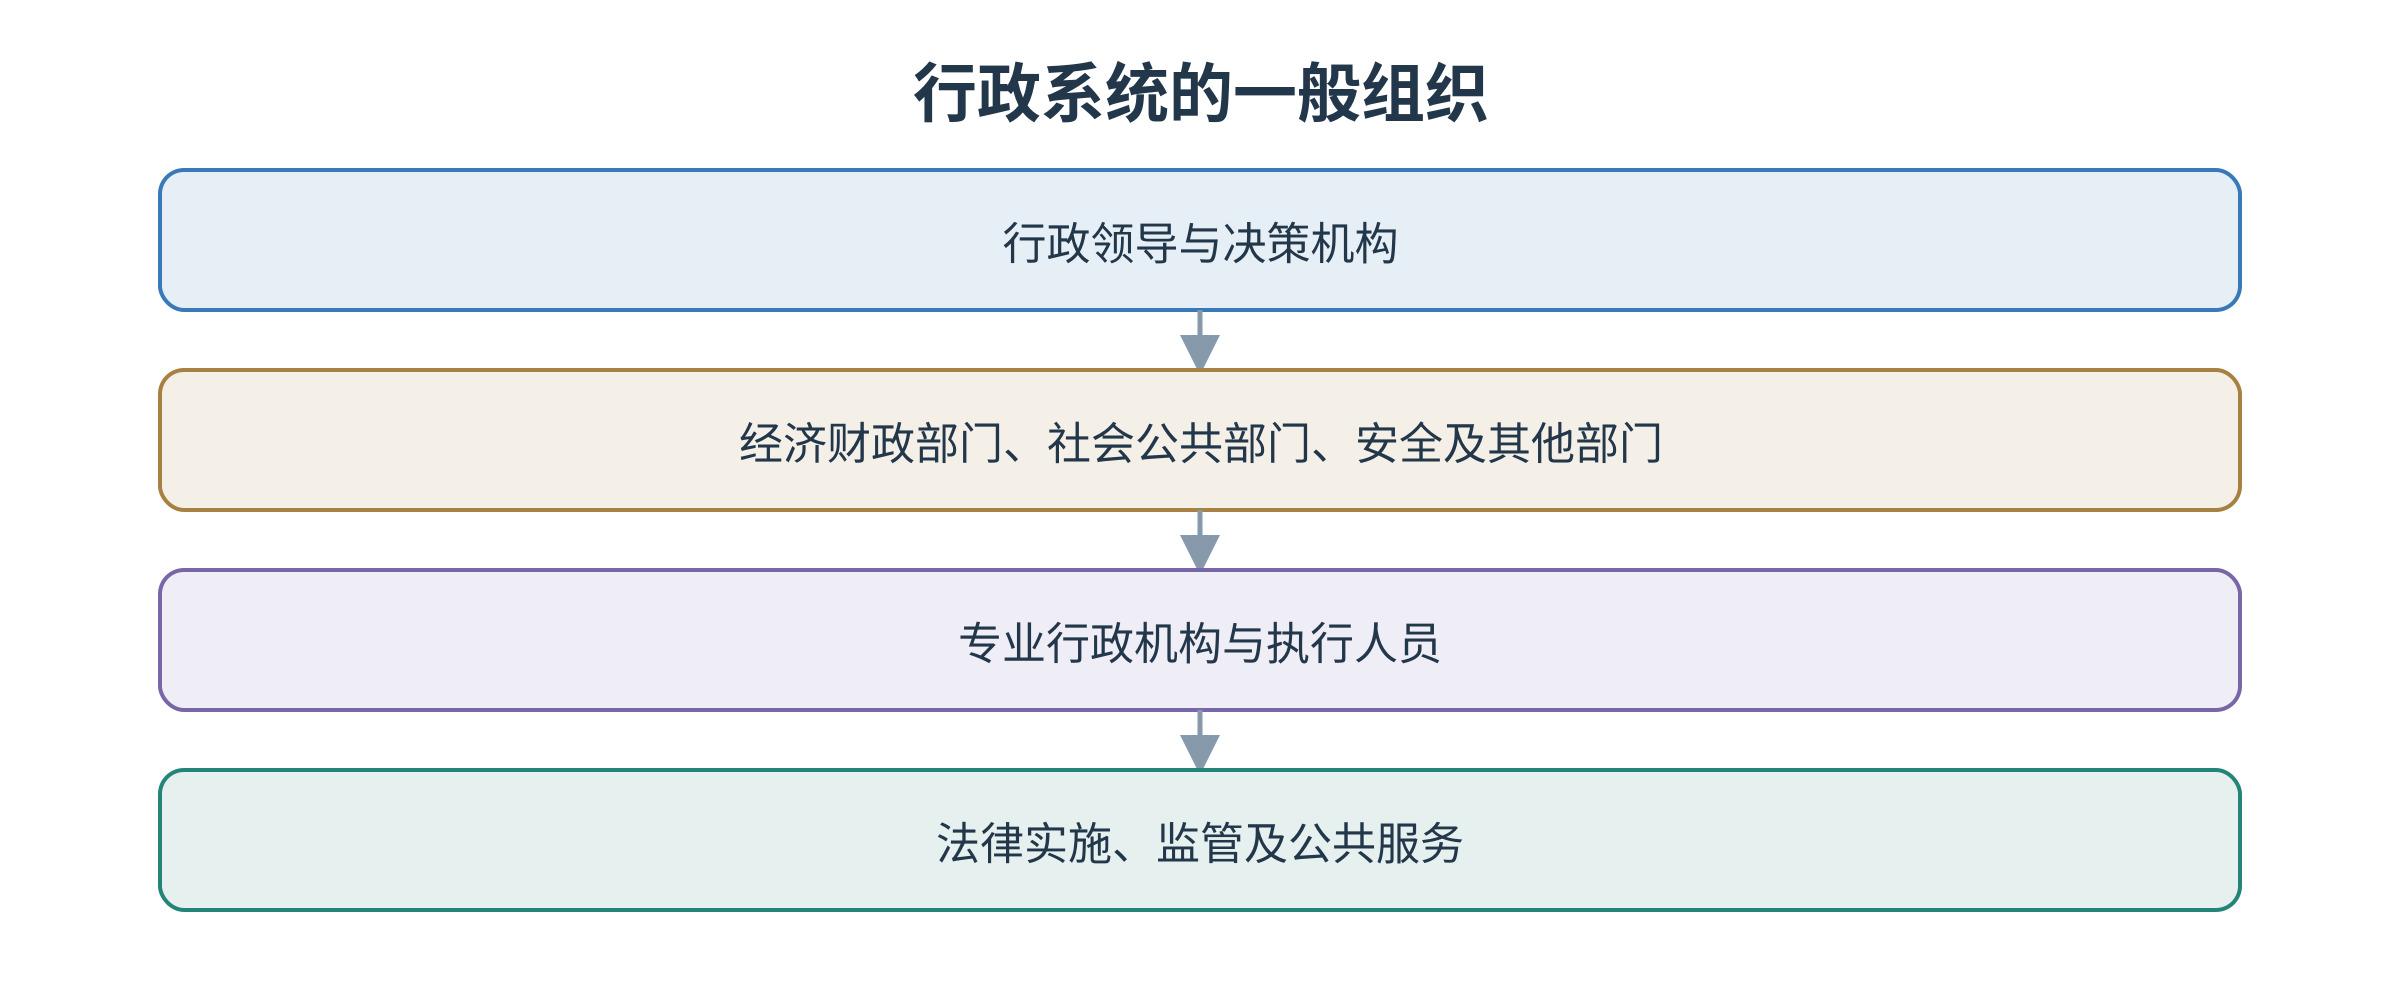 行政系统的一般组织
行政领导与决策机构
经济财政部门、社会公共部门、安全及其他部门
专业行政机构与执行人员
法律实施、监管及公共服务